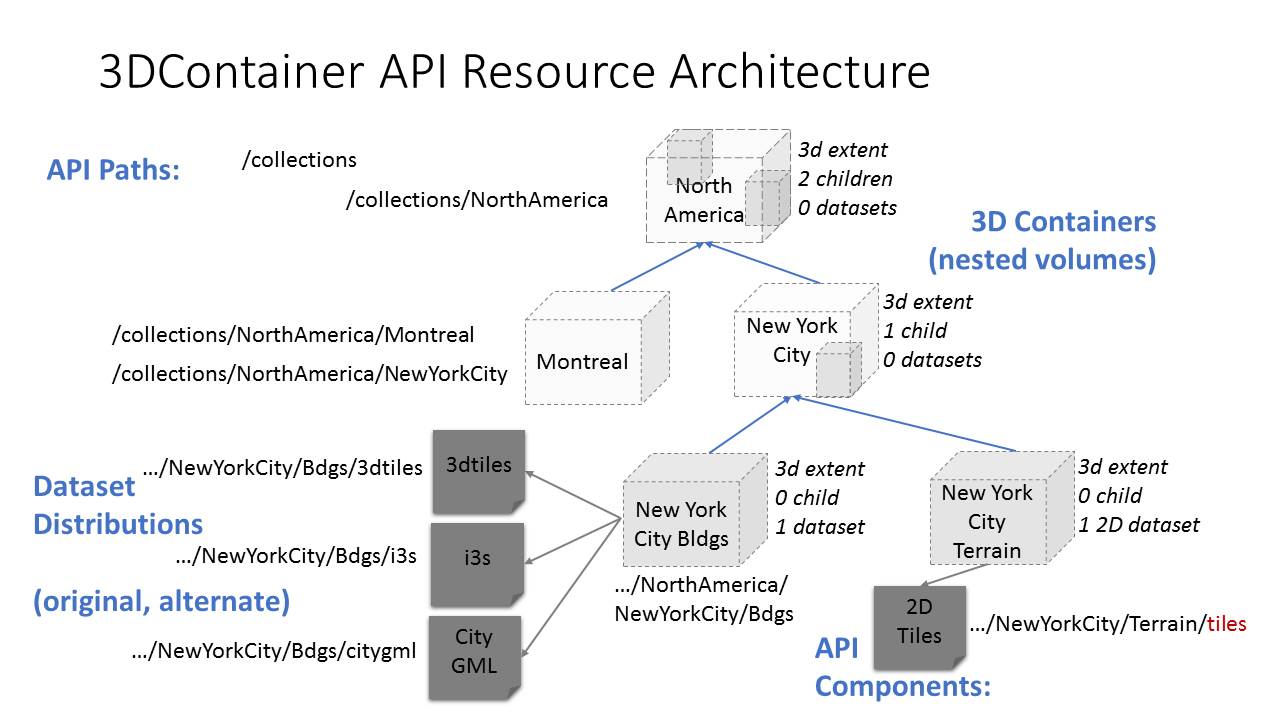 3DContainer API Resource Architecture
API Paths:
/collections
/collections/NorthAmerica
North
America
3d extent
2 children
0 datasets
3D Containers
(nested volumes)
/collections/NorthAmerica/Montreal
/collections/NorthAmerica/NewYorkCity
Montreal
New York
City
3d extent
1 child
0 datasets
Dataset
Distributions
(original, alternate)
.../NewYorkCity/Bdgs/3dtiles
3dtiles
.../NewYorkCity/Bdgs/i3s
i3s
.../NewYorkCity/Bdgs/citygml
City
GML
New York
City Bldgs
3d extent
0 child
1 dataset
.../NorthAmerica/
NewYorkCity/Bdgs
New York
City
Terrain
3d extent
0 child
1 2D dataset
2D
Tiles
.../NewYorkCity/Terrain/tiles
API
Components: